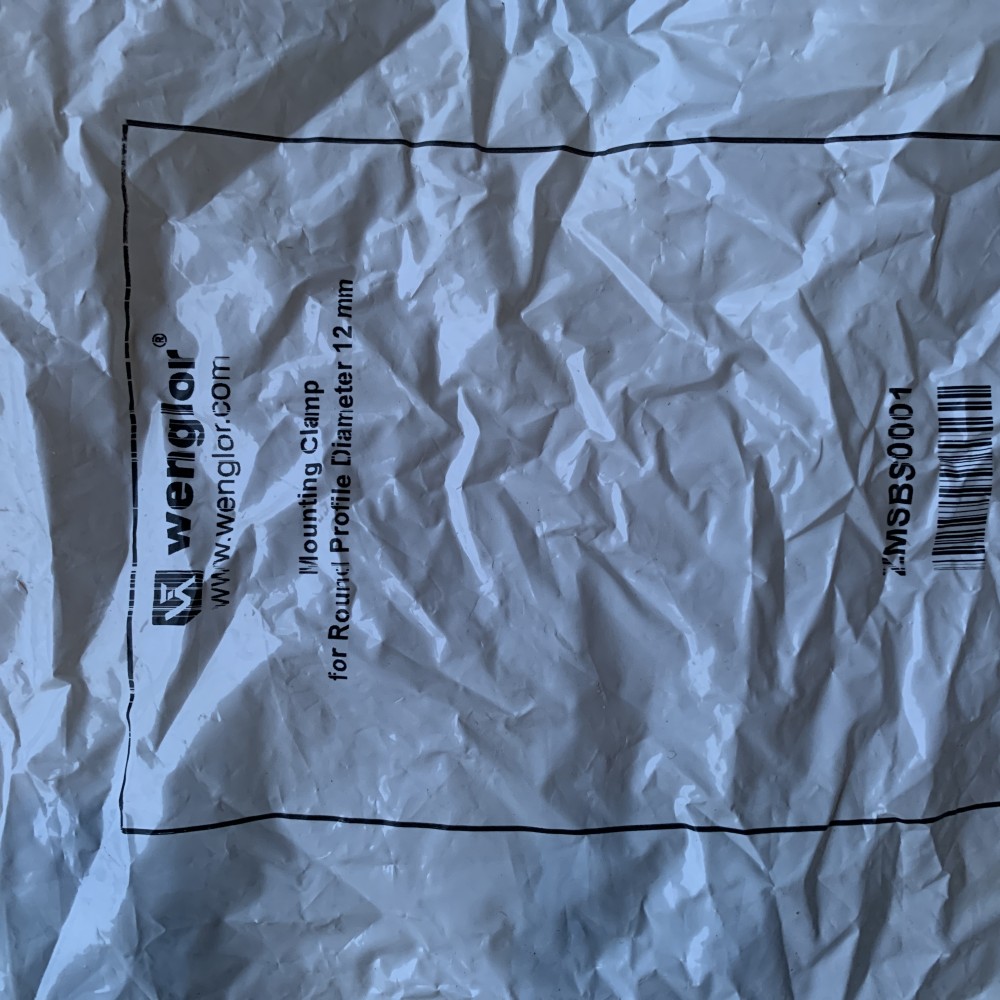 wenglor®
www.wenglor.com
Mounting Clamp
for Round Profile Diameter 12 mm
ZMSBS0001